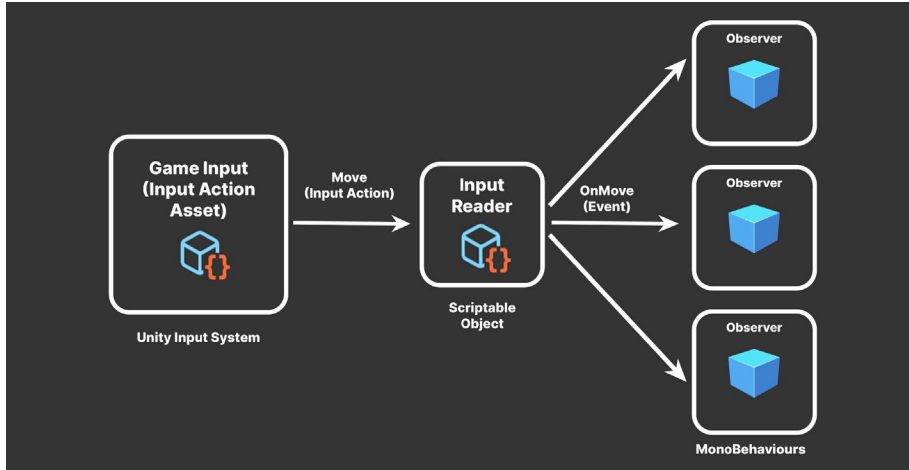 Game Input
(Input Action
Asset)
Unity Input System
Move
(Input Action)
Input
Reader
Scriptable
Object
OnMove
(Event)
Observer
Observer
Observer
MonoBehaviours